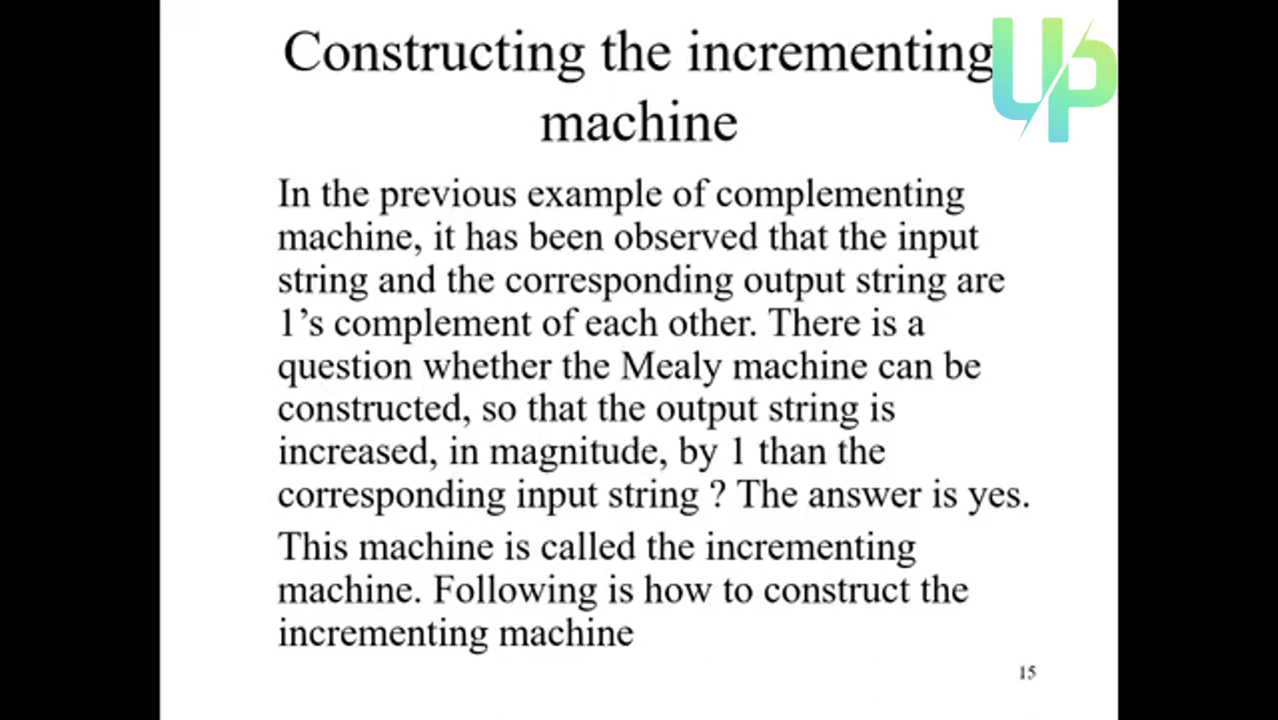 Constructing the incrementing
machine
UP
In the previous example of complementing
machine, it has been observed that the input
string and the corresponding output string are
1’s complement of each other. There is a
question whether the Mealy machine can be
constructed, so that the output string is
increased, in magnitude, by 1 than the
corresponding input string ? The answer is yes.
This machine is called the incrementing
machine. Following is how to construct the
incrementing machine
15